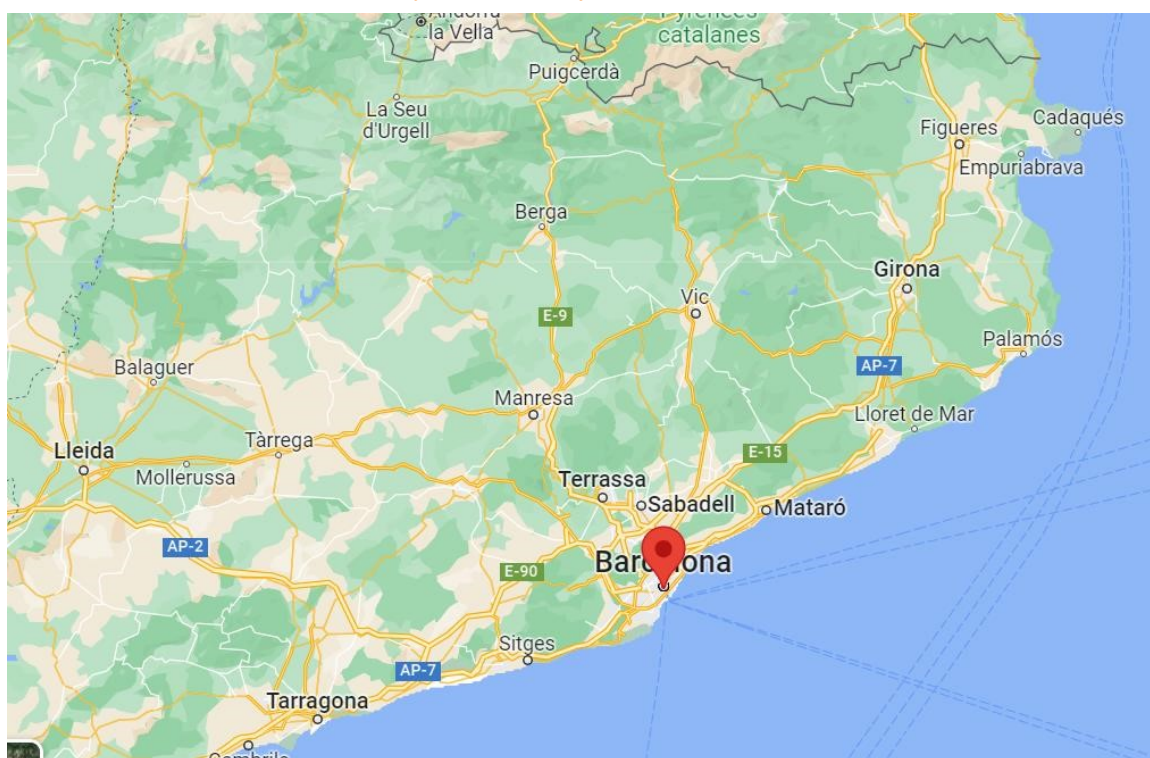 Andorra
la Vella
Pyrénées
catalanes
Puigcerdà
La Seu
d'Urgell
Cadaqués
Figueres
Empuriabrava
Berga
Girona
Vic
E-9
Palamós
Balaguer
AP-7
Manresa
Lloret de Mar
Tàrrega
Lleida
E-15
Mollerussa
Terrassa
Sabadell
Mataró
AP-2
Barcelona
E-90
Sitges
AP-7
Tarragona
Cambrils